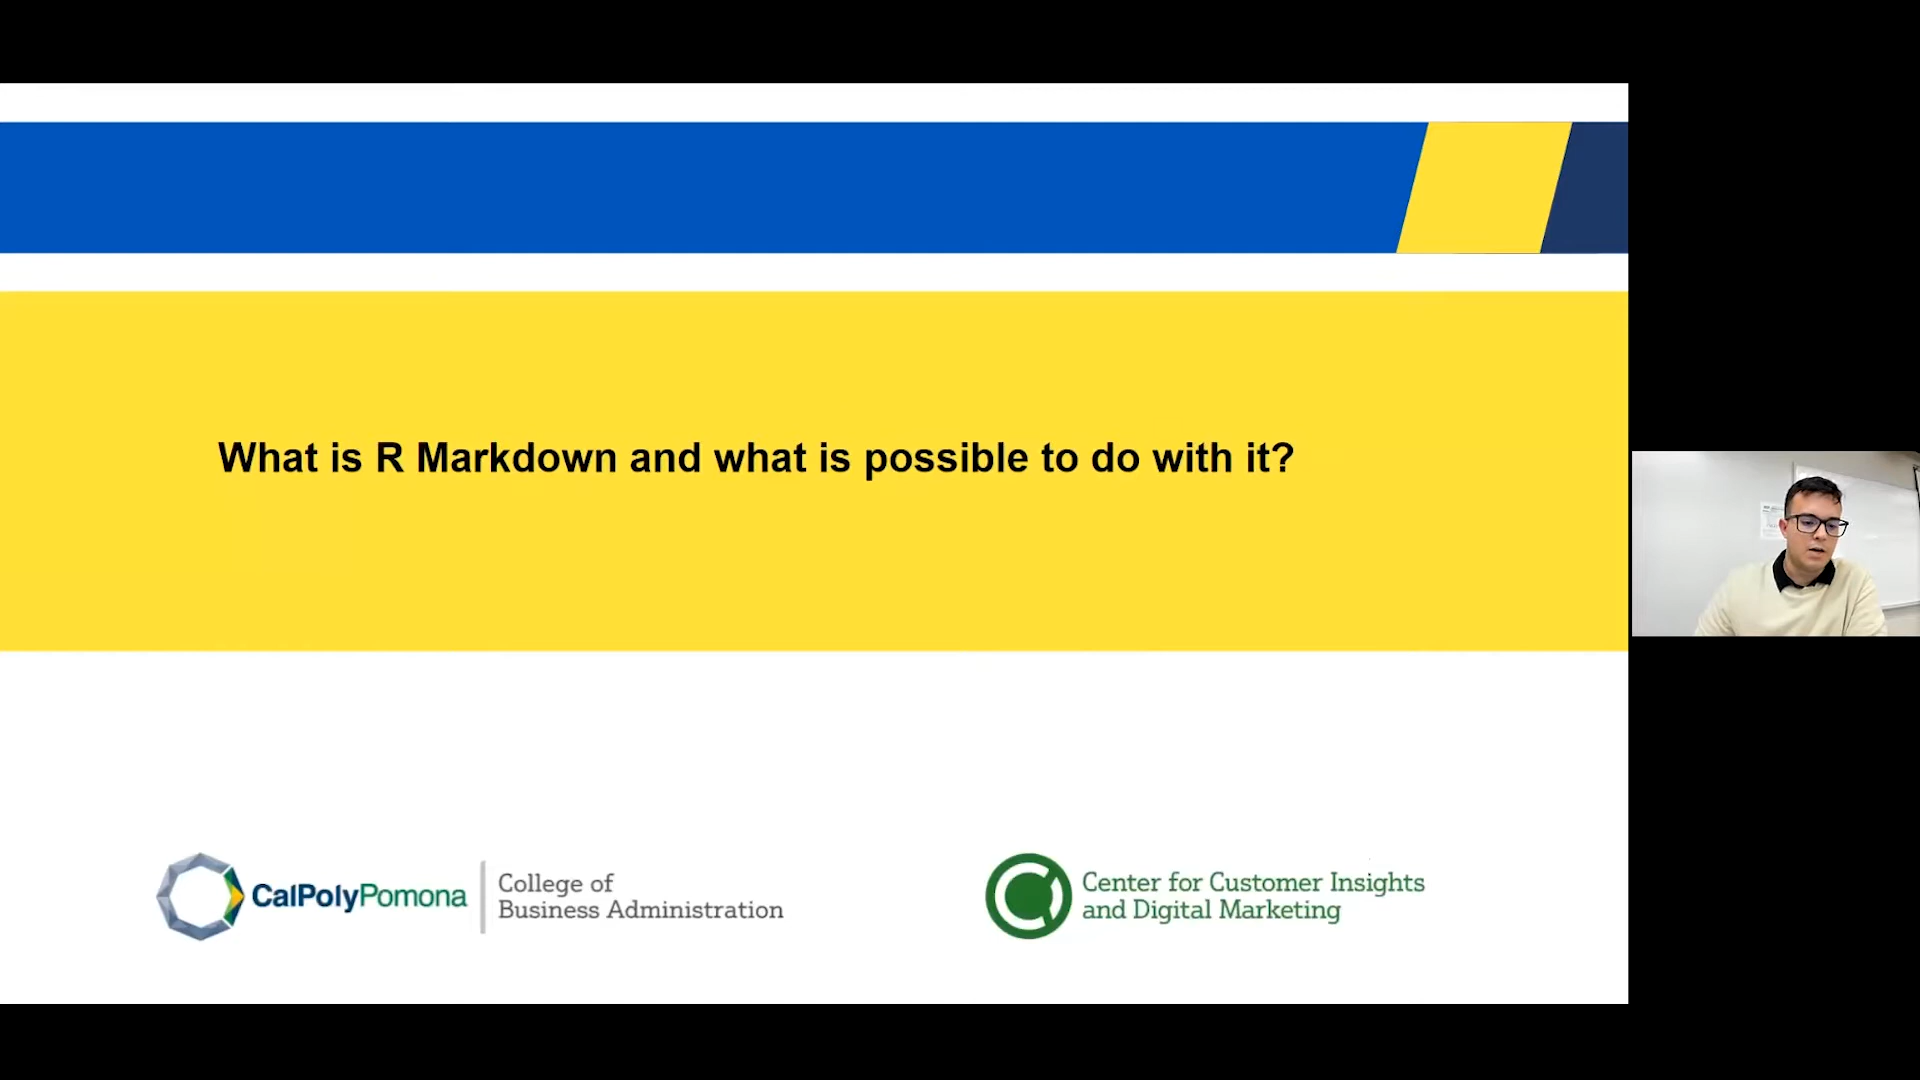 What is R Markdown and what is possible to do with it?
CalPolyPomona
College of
Business Administration
Center for Customer Insights
and Digital Marketing